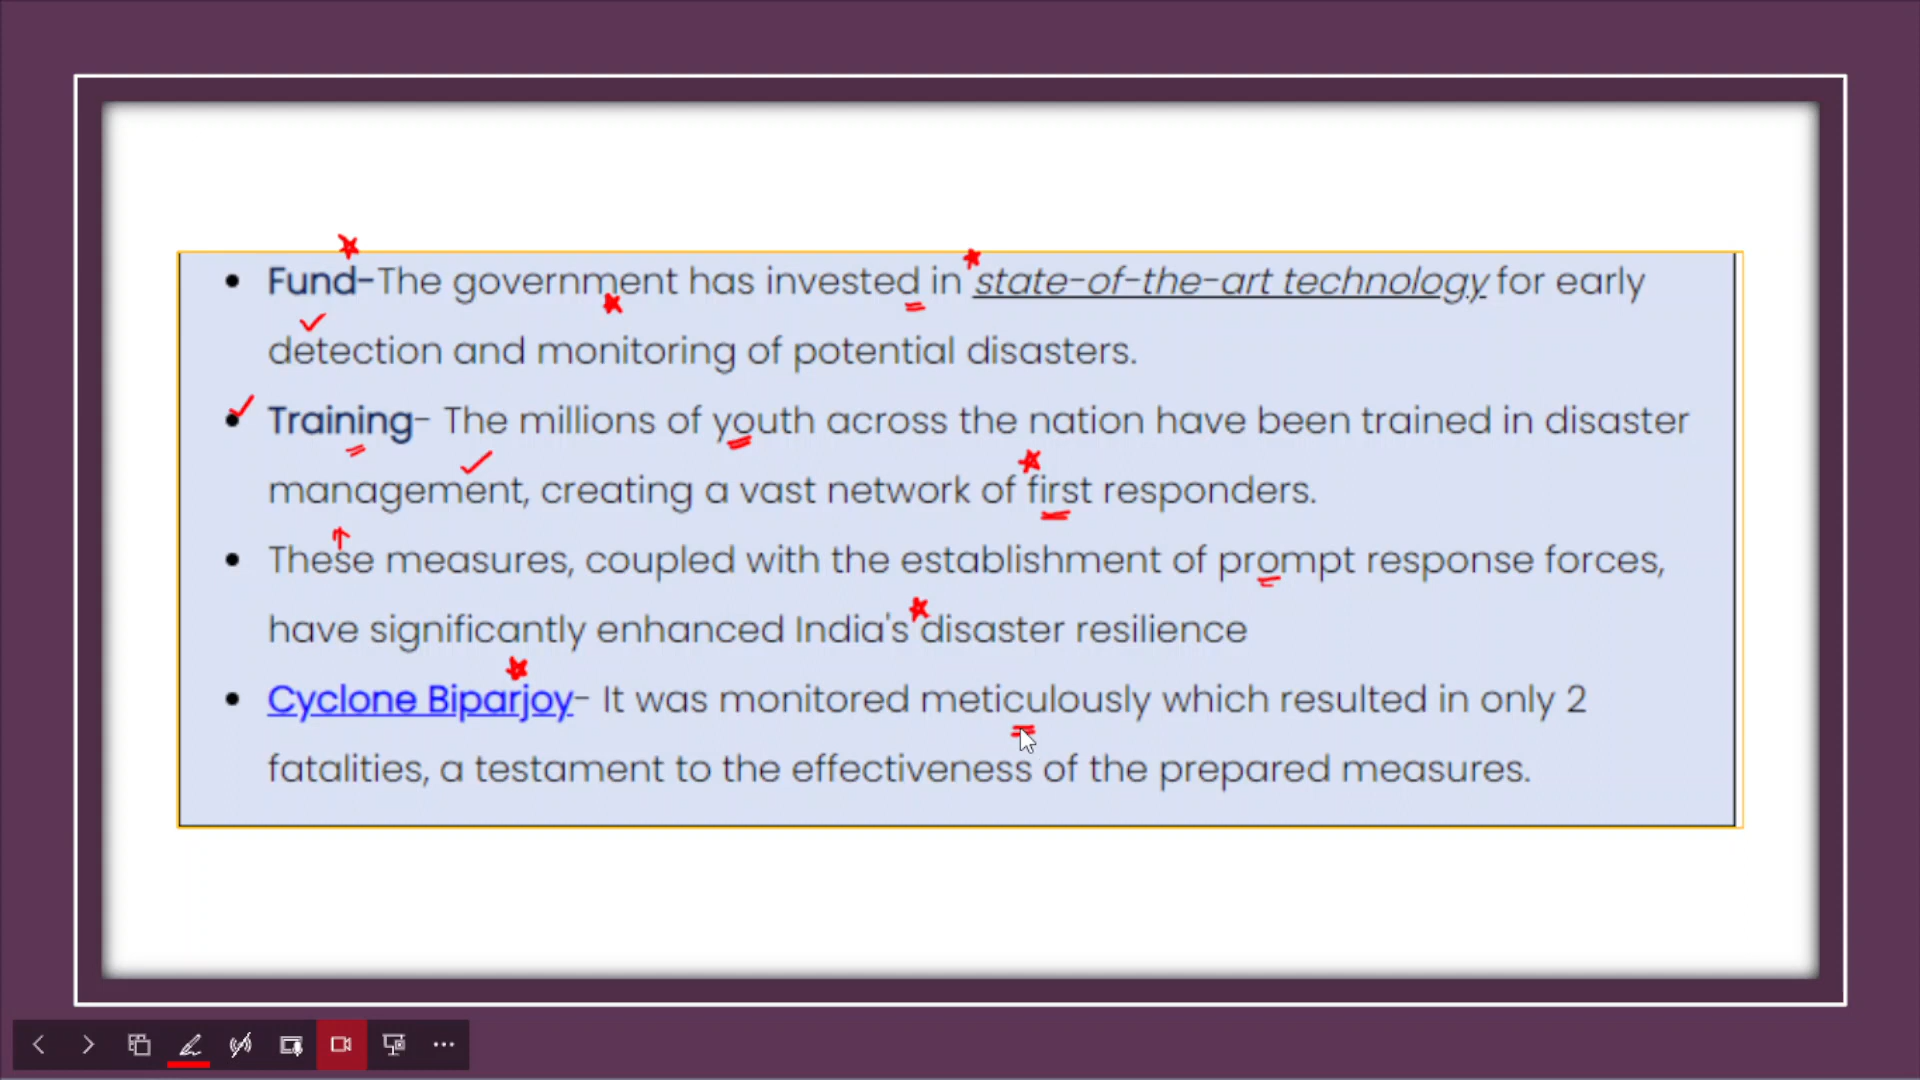 Fund-The government has invested in state-of-the-art technology for early
detection and monitoring of potential disasters.
Training- The millions of youth across the nation have been trained in disaster
management, creating a vast network of first responders.
These measures, coupled with the establishment of prompt response forces,
have significantly enhanced India's disaster resilience
Cyclone Biparjoy- It was monitored meticulously which resulted in only 2
fatalities, a testament to the effectiveness of the prepared measures.